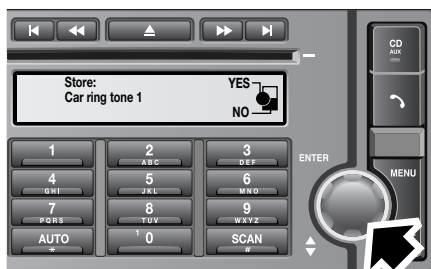 CD
AUX
Store: YES
Car ring tone 1
NO
1 2 3
ABC DEF
ENTER
4 5 6
GHI JKL MNO
MENU
7 8 9
PQRS TUV WXYZ
AUTO 1 0 SCAN
* #